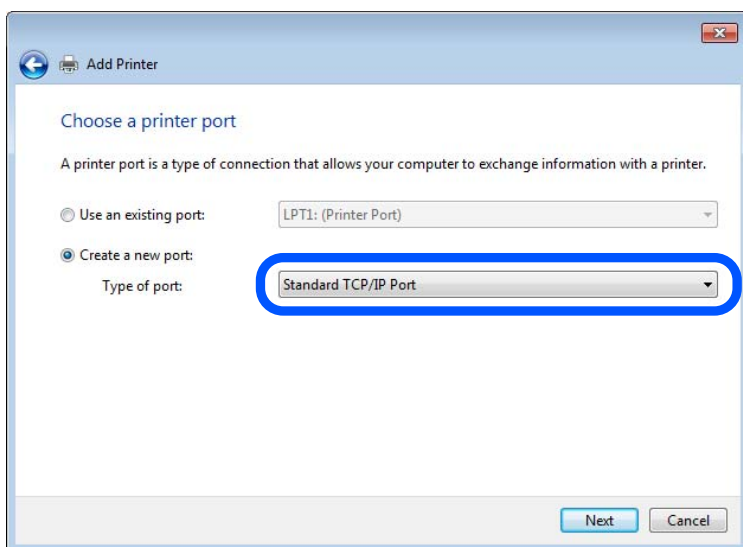 Add Printer
Choose a printer port
A printer port is a type of connection that allows your computer to exchange information with a printer.
Use an existing port: LPT1: (Printer Port)
Create a new port:
Type of port: Standard TCP/IP Port
Next Cancel